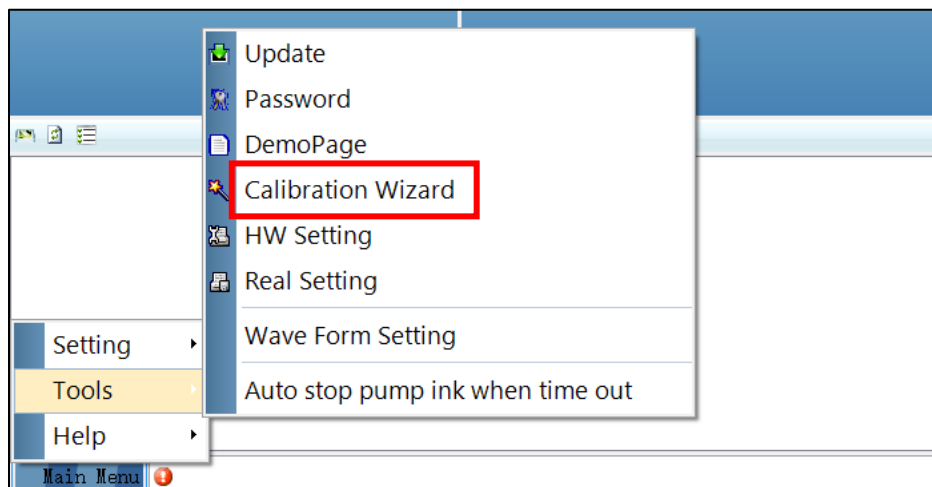 Update
Password
DemoPage
Calibration Wizard
HW Setting
Real Setting
Wave Form Setting
Auto stop pump ink when time out
Setting
Tools
Help
Main Menu